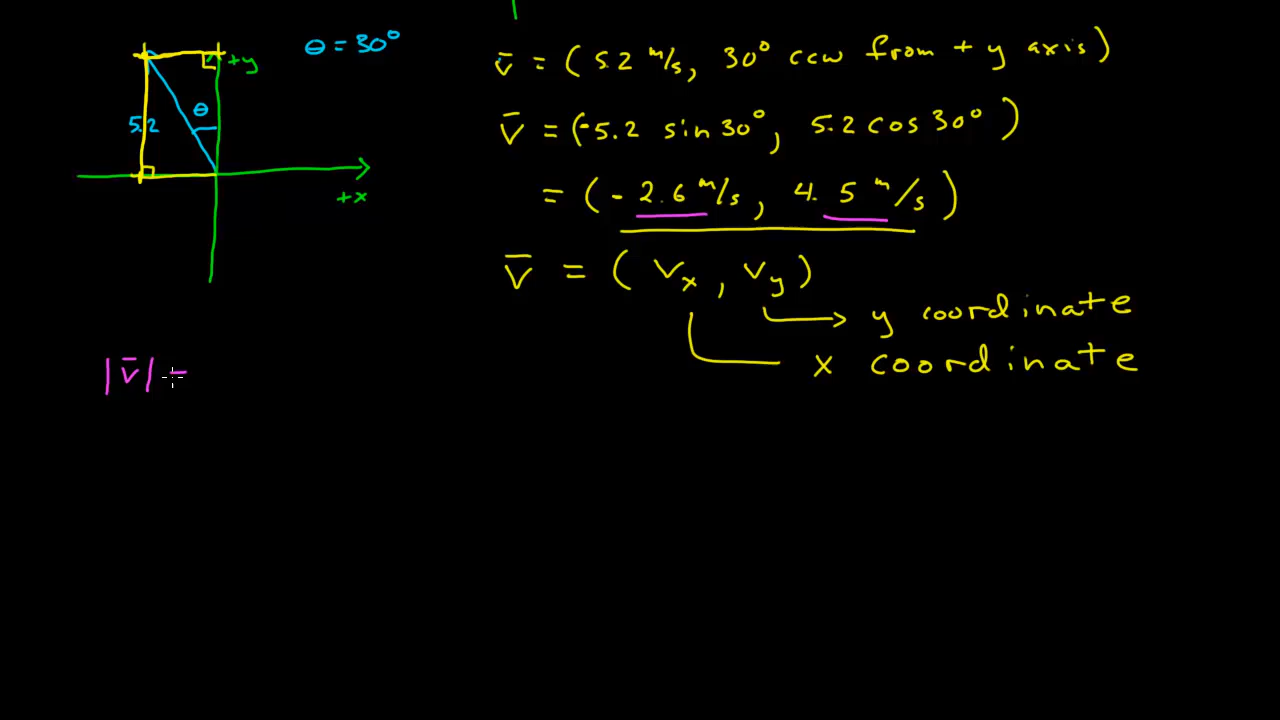 θ = 30°
+y
θ
5.2
+x
v̄ = (5.2 m/s, 30° ccw from + y axis)
v̄ = (-5.2 sin 30°, 5.2 cos 30°)
= (-2.6 m/s, 4.5 m/s)
v̄ = (vx, vy)
y coordinate
x coordinate
|v̄| =